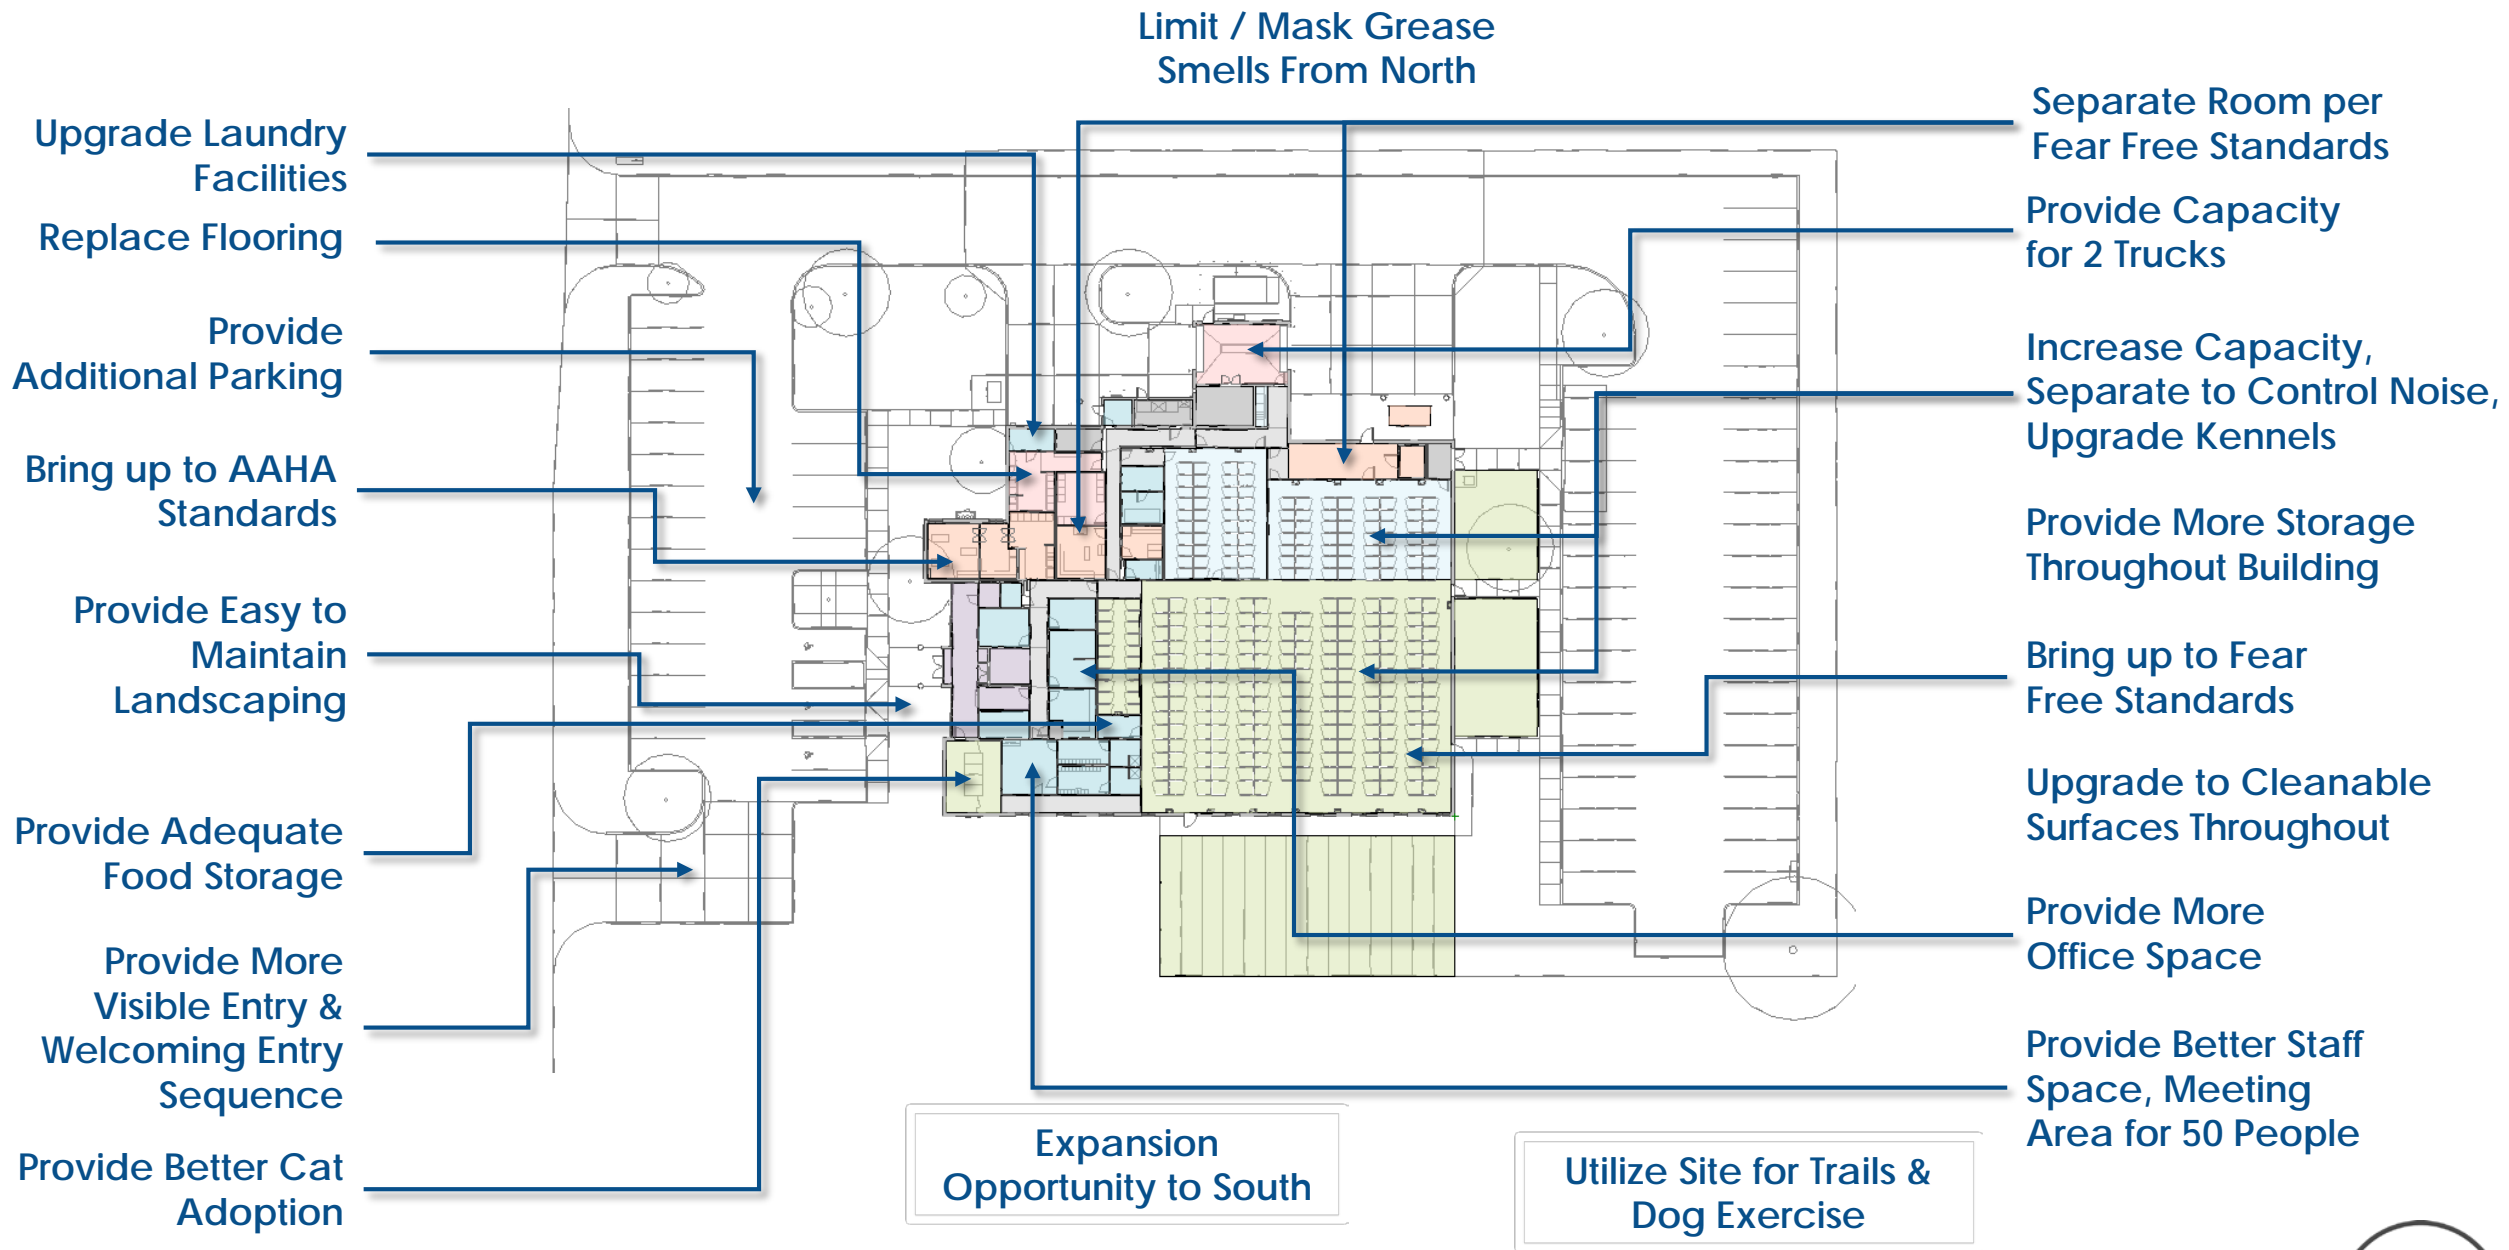 Limit / Mask Grease
Smells From North
Upgrade Laundry
Facilities
Replace Flooring
Provide
Additional Parking
Bring up to AAHA
Standards
Provide Easy to
Maintain
Landscaping
Provide Adequate
Food Storage
Provide More
Visible Entry &
Welcoming Entry
Sequence
Provide Better Cat
Adoption
Separate Room per
Fear Free Standards
Provide Capacity
for 2 Trucks
Increase Capacity,
Separate to Control Noise,
Upgrade Kennels
Provide More Storage
Throughout Building
Bring up to Fear
Free Standards
Upgrade to Cleanable
Surfaces Throughout
Provide More
Office Space
Provide Better Staff
Space, Meeting
Area for 50 People
Expansion
Opportunity to South
Utilize Site for Trails &
Dog Exercise